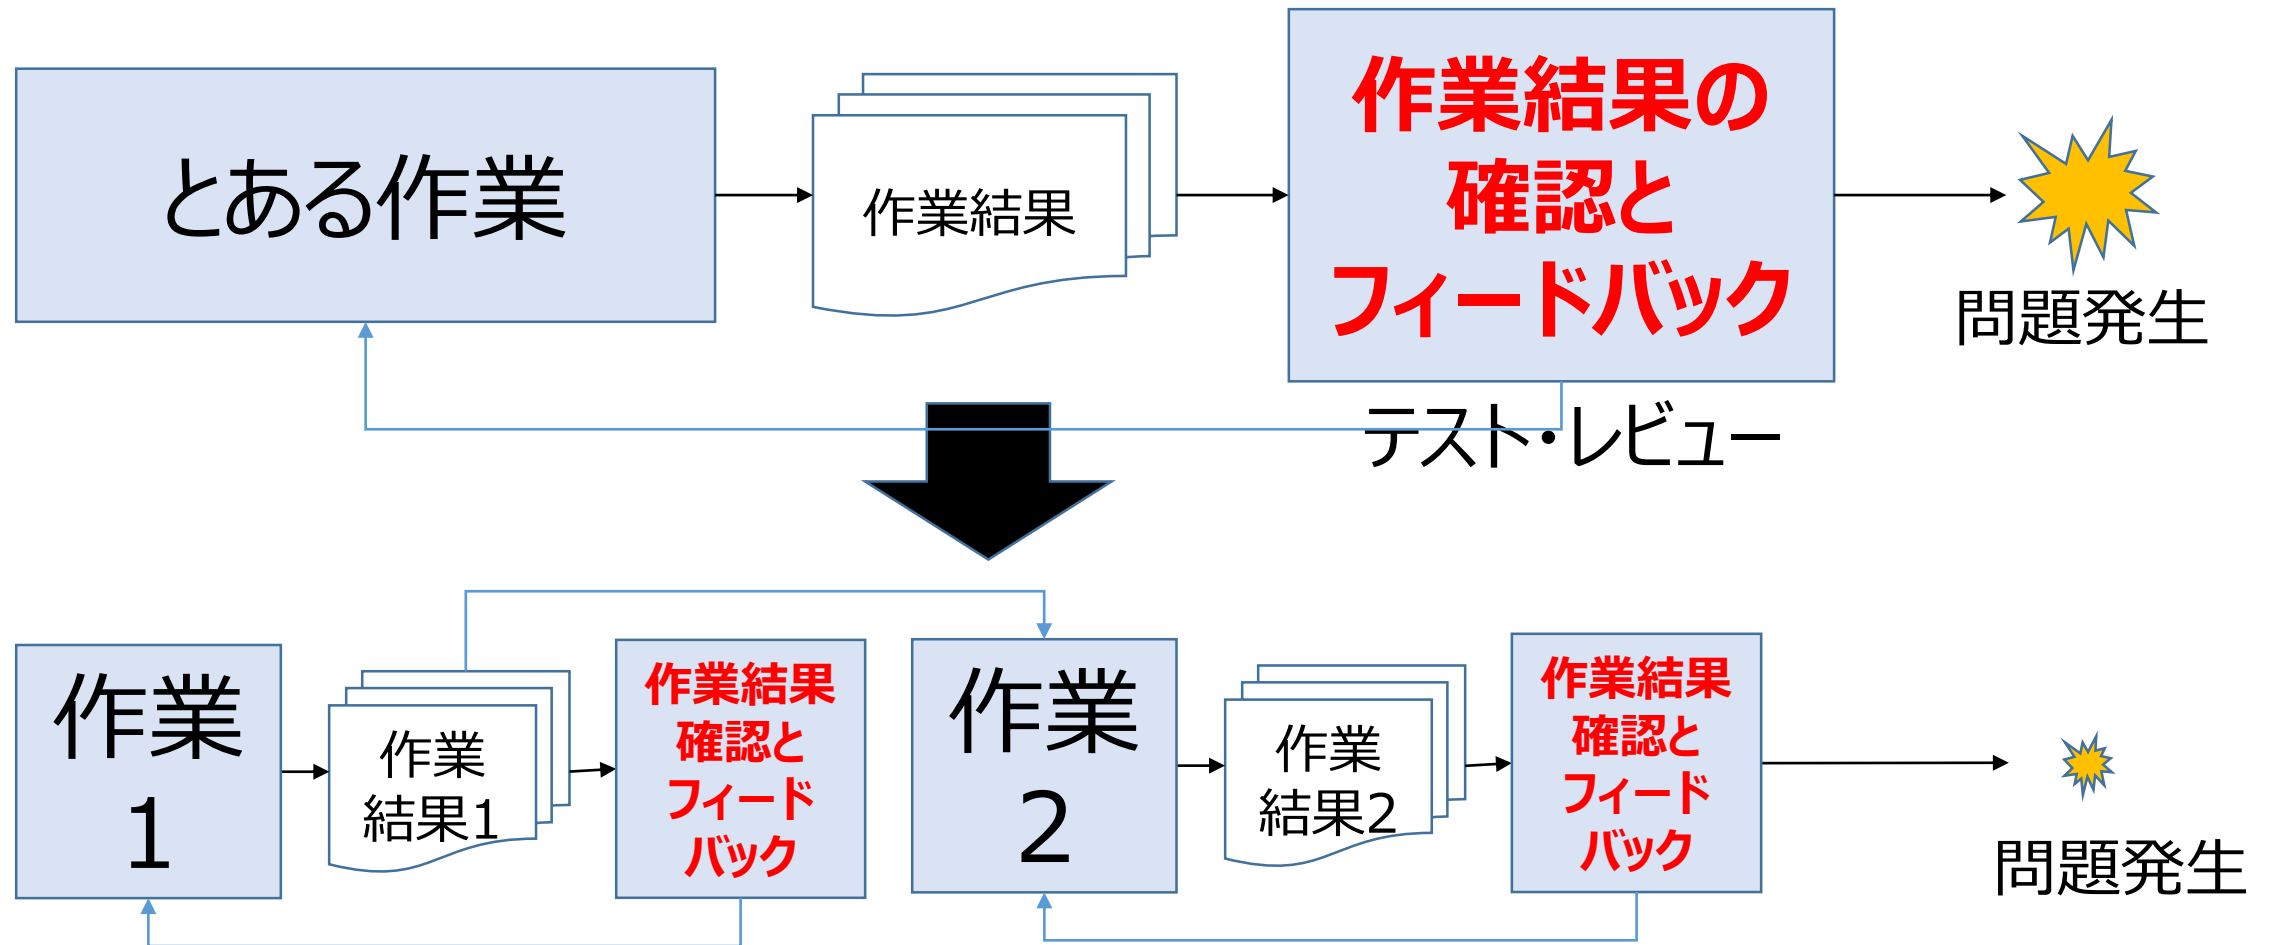 とある作業
作業結果
作業結果の
確認と
フィードバック
問題発生
テスト・レビュー
作業
1
作業
結果1
作業結果
確認と
フィード
バック
作業
2
作業
結果2
作業結果
確認と
フィード
バック
問題発生